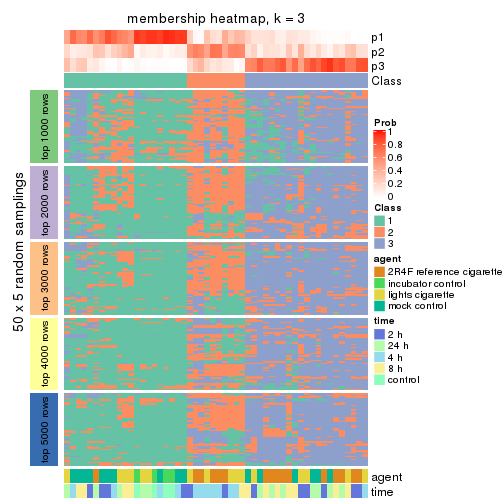 membership heatmap, k = 3
p1
p2
p3
Class
50 x 5 random samplings
top 1000 rows
top 2000 rows
top 3000 rows
top 4000 rows
top 5000 rows
Prob
1
0.8
0.6
0.4
0.2
0
Class
1
2
3
agent
2R4F reference cigarette
incubator control
lights cigarette
mock control
time
2 h
24 h
4 h
8 h
control
agent
time